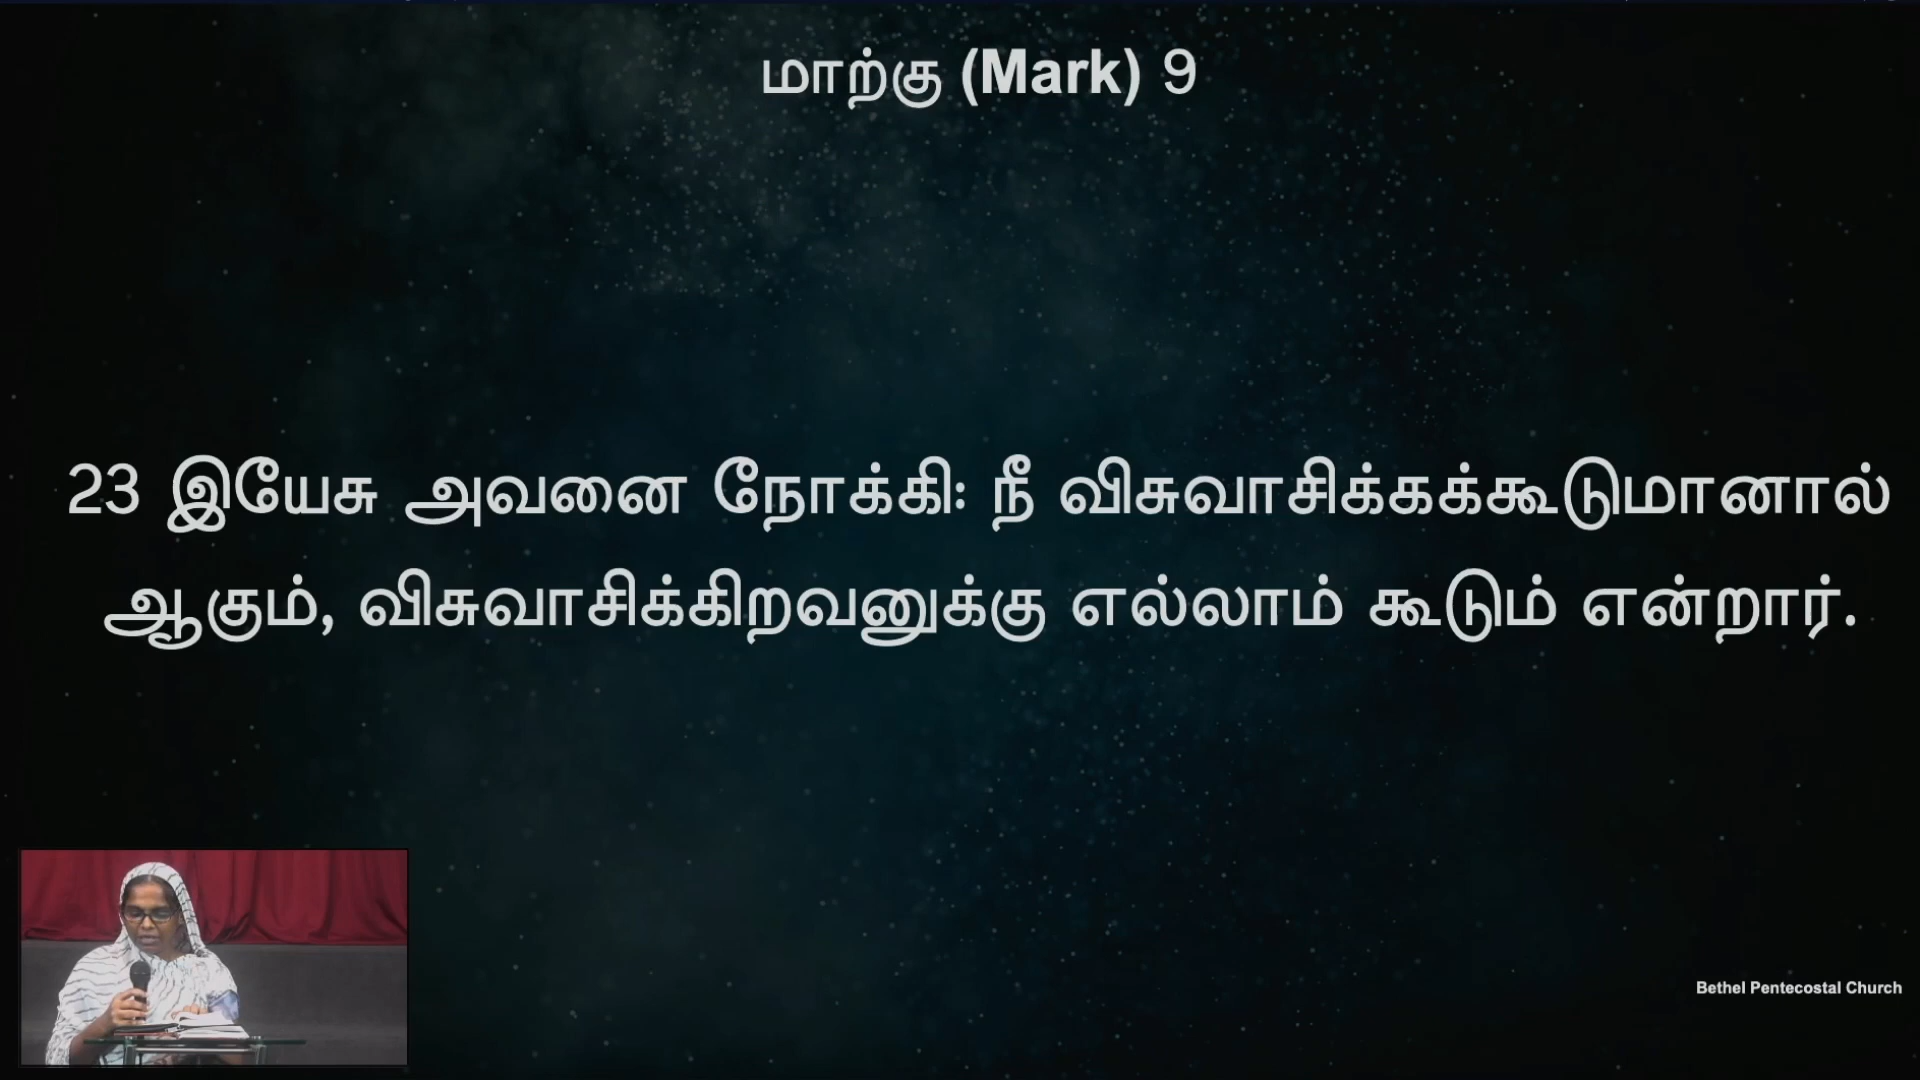 மாற்கு (Mark) 9
23 இயேசு அவனை நோக்கி: நீ விசுவாசிக்கக்கூடுமானால்
ஆகும், விசுவாசிக்கிறவனுக்கு எல்லாம் கூடும் என்றார்.
Bethel Pentecostal Church